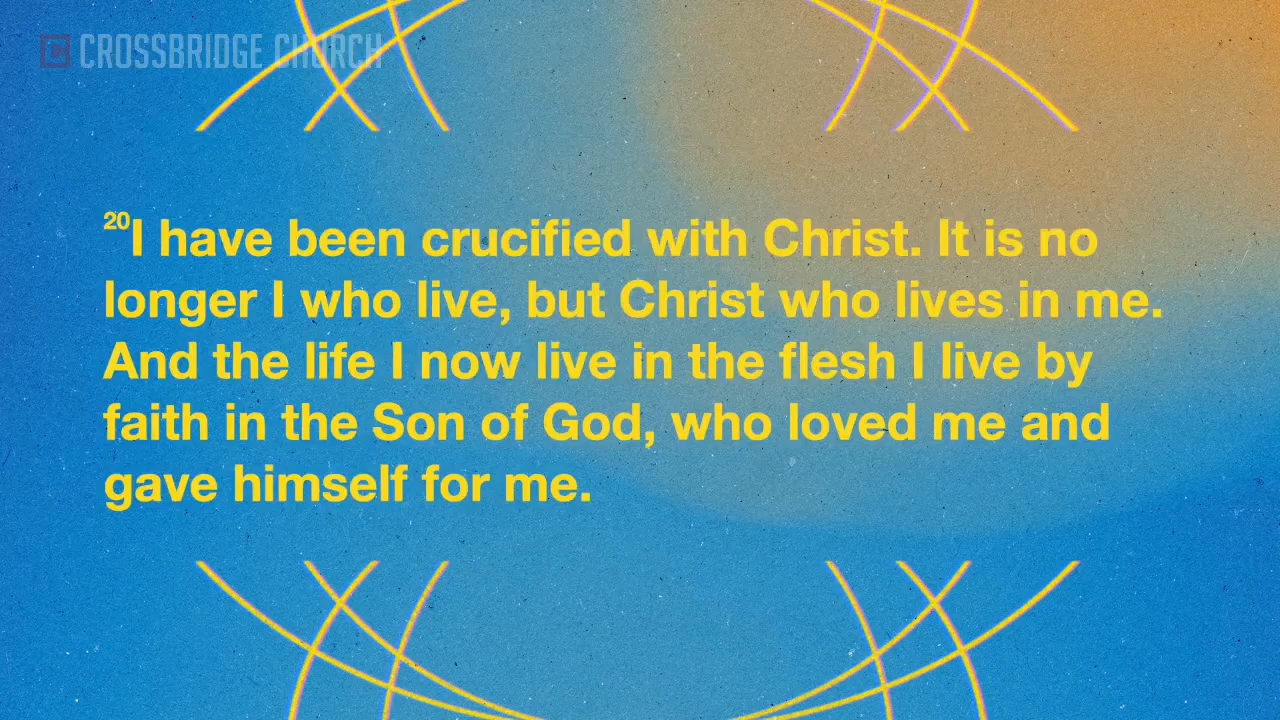 CROSSBRIDGE CHURCH
20I have been crucified with Christ. It is no
longer I who live, but Christ who lives in me.
And the life I now live in the flesh I live by
faith in the Son of God, who loved me and
gave himself for me.